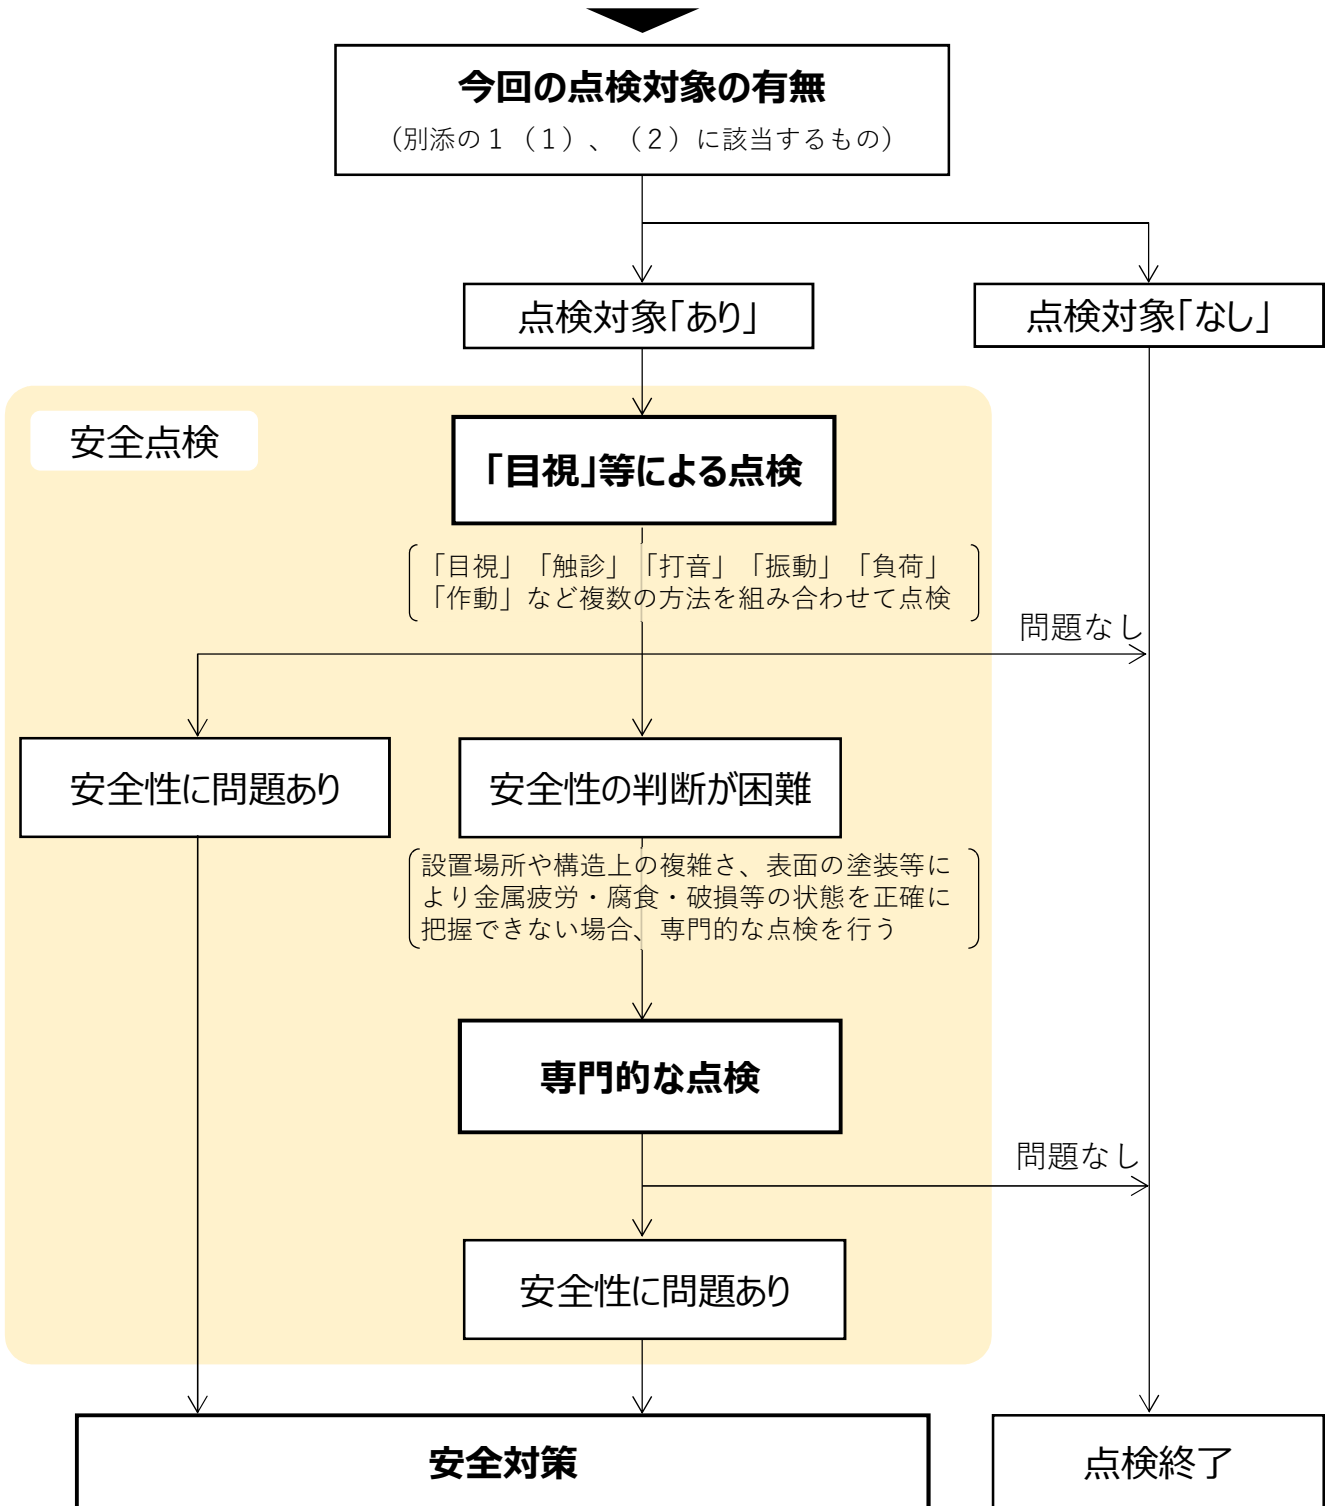 今回の点検対象の有無
（別添の１（１）、（２）に該当するもの）
点検対象「あり」
点検対象「なし」
安全点検
「目視」等による点検
「目視」「触診」「打音」「振動」「負荷」
「作動」など複数の方法を組み合わせて点検
問題なし
安全性に問題あり
安全性の判断が困難
設置場所や構造上の複雑さ、表面の塗装等に
より金属疲労・腐食・破損等の状態を正確に
把握できない場合、専門的な点検を行う
専門的な点検
問題なし
安全性に問題あり
安全対策
点検終了